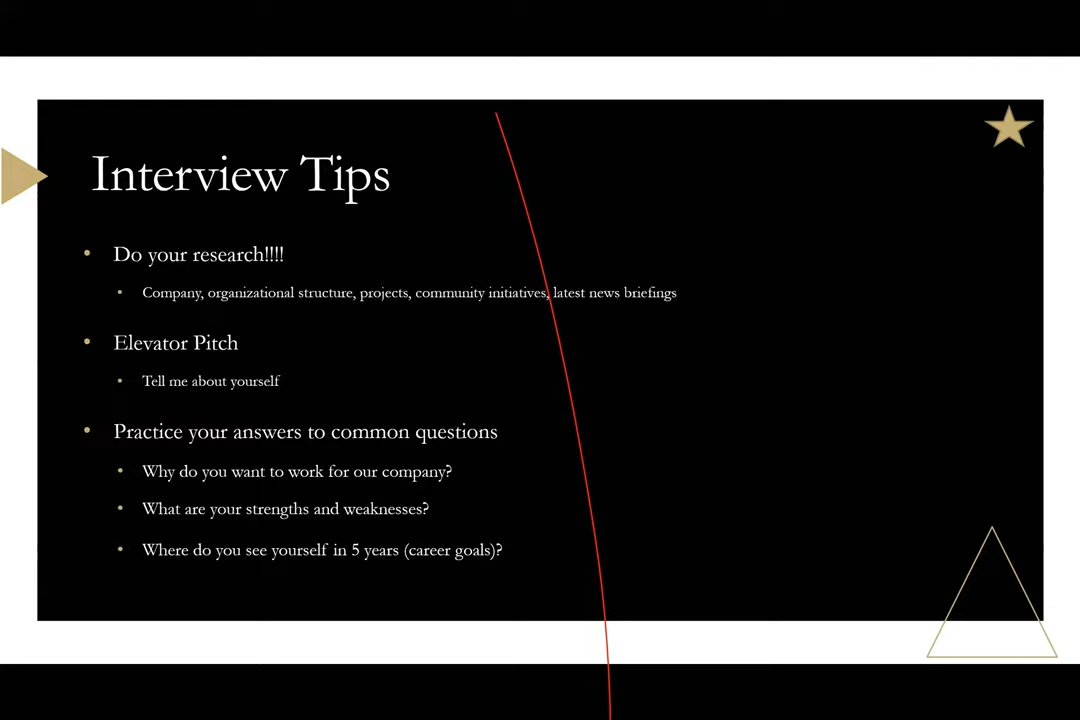 Interview Tips
Do your research!!!!
Company, organizational structure, projects, community initiatives, latest news briefings
Elevator Pitch
Tell me about yourself
Practice your answers to common questions
Why do you want to work for our company?
What are your strengths and weaknesses?
Where do you see yourself in 5 years (career goals)?